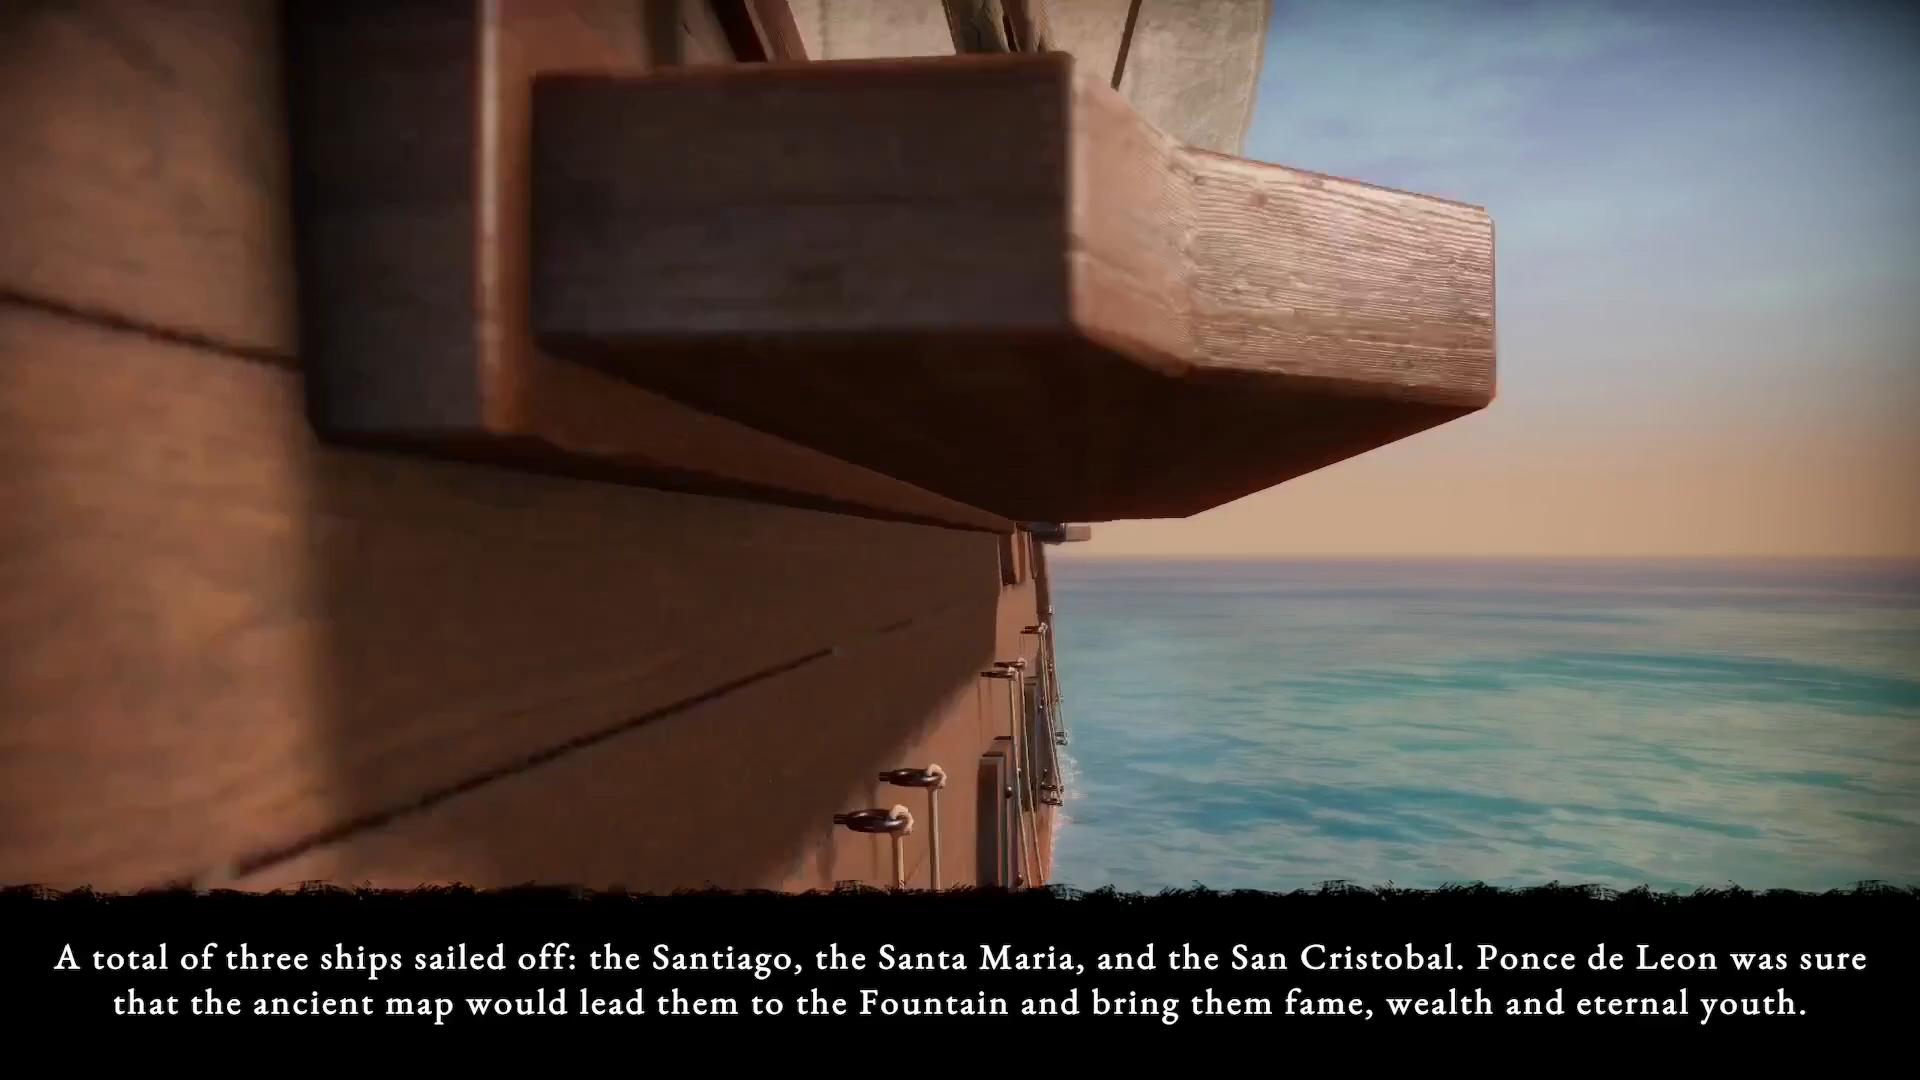 A total of three ships sailed off: the Santiago, the Santa Maria, and the San Cristobal. Ponce de Leon was sure
that the ancient map would lead them to the Fountain and bring them fame, wealth and eternal youth.